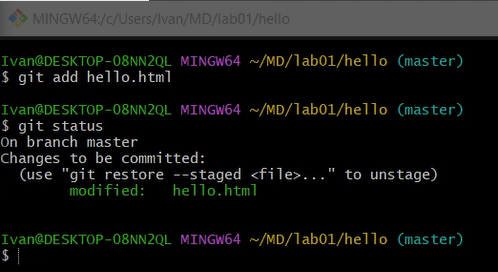 MINGW64:/c/Users/Ivan/MD/lab01/hello
Ivan@DESKTOP-08NN2QL MINGW64 ~/MD/lab01/hello (master)
$ git add hello.html
Ivan@DESKTOP-08NN2QL MINGW64 ~/MD/lab01/hello (master)
$ git status
On branch master
Changes to be committed:
  (use "git restore --staged <file>..." to unstage)
        modified:   hello.html
Ivan@DESKTOP-08NN2QL MINGW64 ~/MD/lab01/hello (master)
$